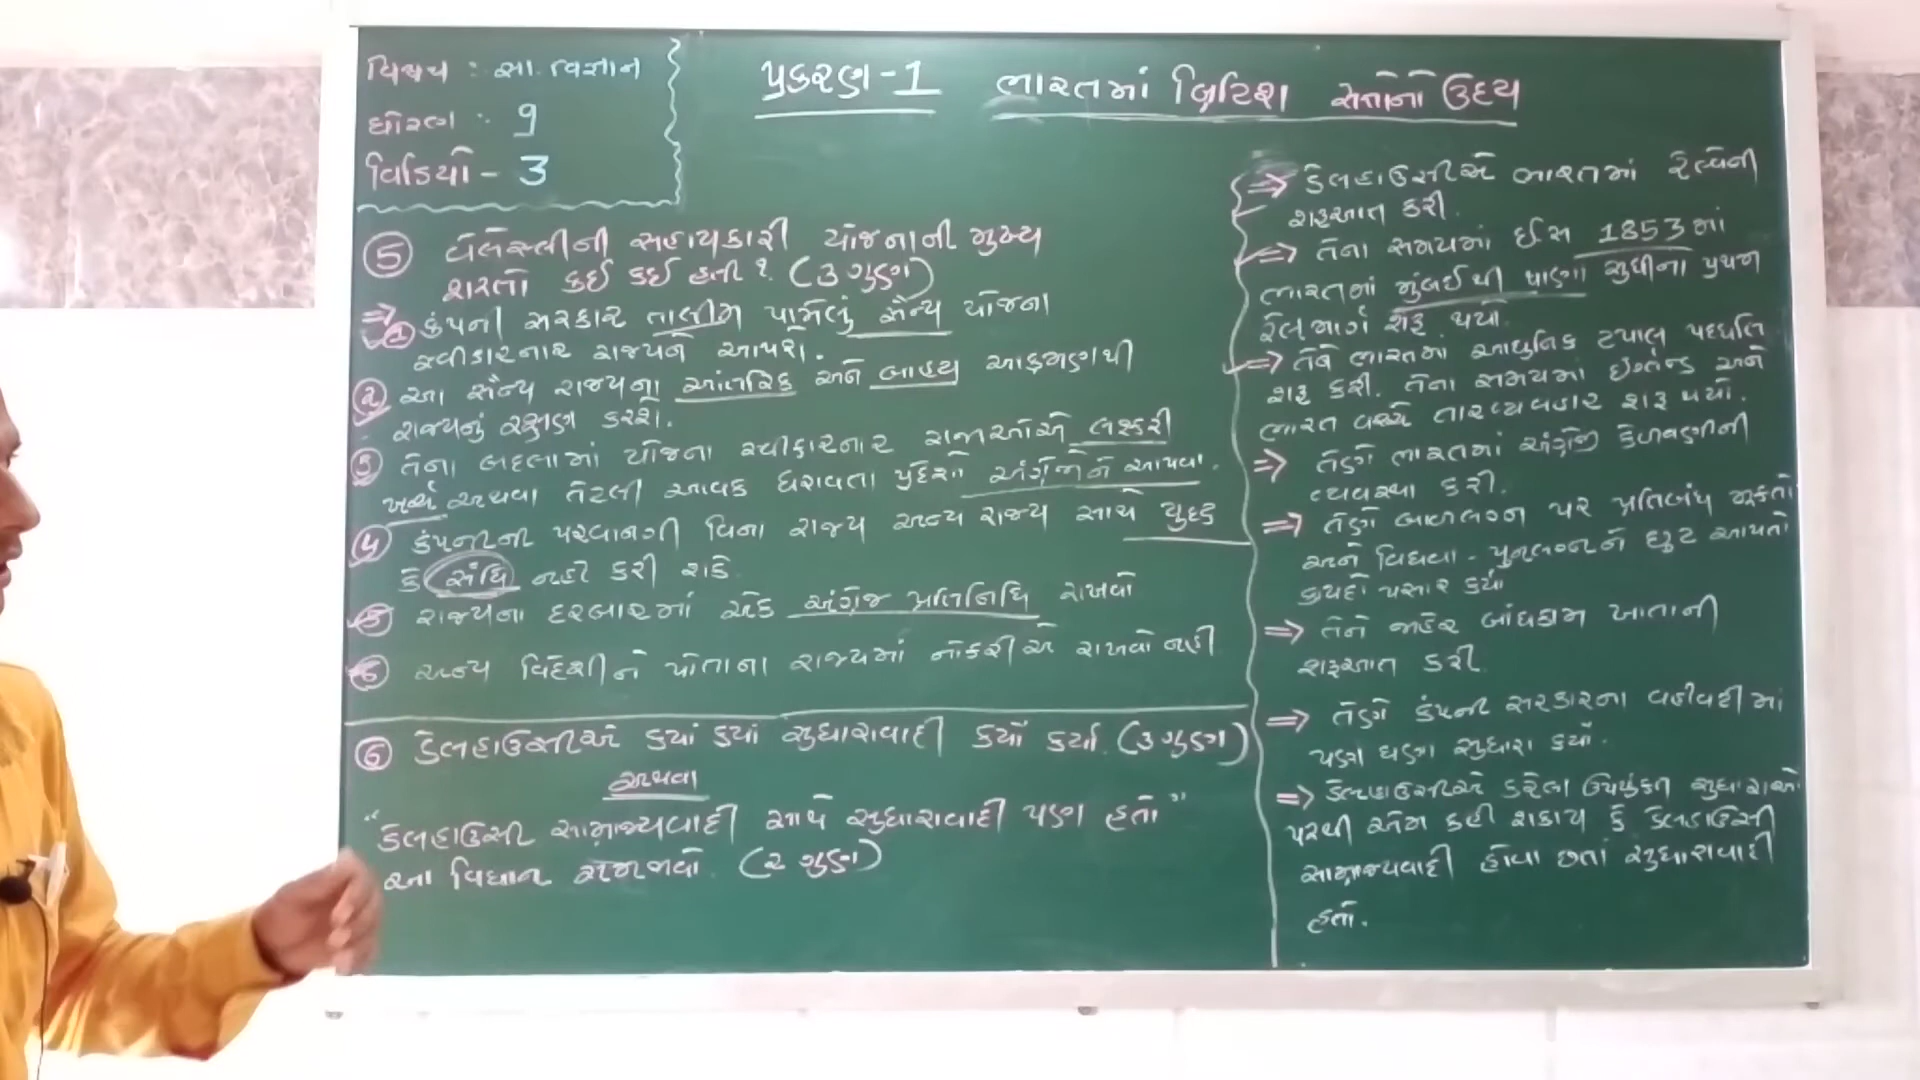 વિષય : સા. વિજ્ઞાન
ધોરણ : 9
વિડિયો - 3
પ્રકરણ-1 ભારતમાં બ્રિટિશ સત્તાનો ઉદય
5 વેલેસ્લીની સહાયકારી યોજનાની મુખ્ય
શરતો કઈ કઈ હતી ? (3 ગુણ)
⇒ 1 કંપની સરકાર તાલીમ પામેલું સૈન્ય યોજના
સ્વીકારનાર રાજ્યને આપશે.
2 આ સૈન્ય રાજ્યના આંતરિક અને બાહ્ય આક્રમણથી
રાજ્યનું રક્ષણ કરશે.
3 તેના બદલામાં યોજના સ્વીકારનાર રાજાઓએ લશ્કરી
ખર્ચ અથવા તેટલી આવક ધરાવતા પ્રદેશો અંગ્રેજોને આપવા.
4 કંપનીની પરવાનગી વિના રાજ્ય અન્ય રાજ્ય સાથે યુદ્ધ
કે સંધિ નહી કરી શકે
5 રાજ્યના દરબારમાં એક અંગ્રેજ પ્રતિનિધિ રાખવો
6 અન્ય વિદેશીને પોતાના રાજ્યમાં નોકરીએ રાખવો નહી
6 ડેલહાઉસીએ કયાં કયાં સુધારાવાદી કર્યો કર્યા. (3 ગુણ)
અથવા
"ડેલહાઉસી સામ્રાજ્યવાદી સાથે સુધારાવાદી પણ હતો"
આ વિધાન સમજાવો. (2 ગુણ)
⇒ ડેલહાઉસીએ ભારતમાં રેલ્વેની
શરૂઆત કરી.
⇒ તેના સમયમાં ઈસ 1853માં
ભારતમાં મુંબઈથી થાણા સુધીના પ્રથમ
રેલમાર્ગ શરૂ થયો.
⇒ તેણે ભારતમાં આધુનિક ટપાલ પદ્ધતિ
શરૂ કરી. તેના સમયમાં ઈંગ્લેન્ડ અને
ભારત વચ્ચે તારવ્યવહાર શરૂ થયો.
⇒ તેણે ભારતમાં અંગ્રેજી કેળવણીની
વ્યવસ્થા કરી.
⇒ તેણે બાળલગ્ન પર પ્રતિબંધ મૂકતો
અને વિધવા - પુનઃલગ્નને છુટ આપતો
કાયદો પસાર કર્યો
⇒ તેને જાહેર બાંધકામ ખાતાની
શરૂઆત કરી
⇒ તેણે કંપની સરકારના વહીવટીમાં
પણ ઘણા સુધારા કર્યા.
⇒ ડેલહાઉસીએ કરેલા ઉપર્યુક્ત સુધારાઓ
પરથી એમ કહી શકાય કે ડેલહાઉસી
સામ્રાજ્યવાદી હોવા છતાં સુધારાવાદી
હતો.